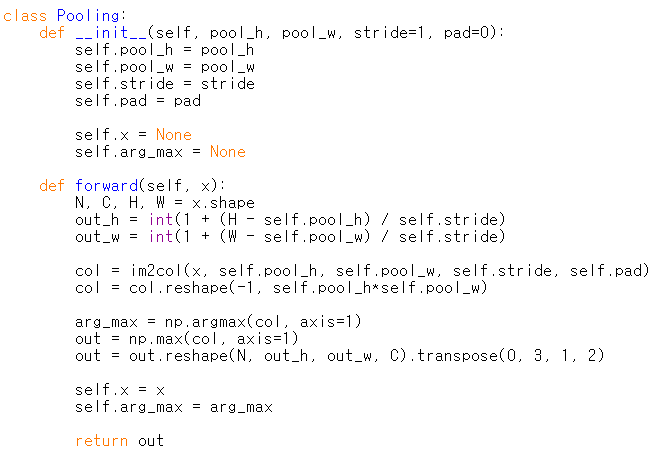 class Pooling:
    def __init__(self, pool_h, pool_w, stride=1, pad=0):
        self.pool_h = pool_h
        self.pool_w = pool_w
        self.stride = stride
        self.pad = pad

        self.x = None
        self.arg_max = None

    def forward(self, x):
        N, C, H, W = x.shape
        out_h = int(1 + (H - self.pool_h) / self.stride)
        out_w = int(1 + (W - self.pool_w) / self.stride)

        col = im2col(x, self.pool_h, self.pool_w, self.stride, self.pad)
        col = col.reshape(-1, self.pool_h*self.pool_w)

        arg_max = np.argmax(col, axis=1)
        out = np.max(col, axis=1)
        out = out.reshape(N, out_h, out_w, C).transpose(0, 3, 1, 2)

        self.x = x
        self.arg_max = arg_max

        return out